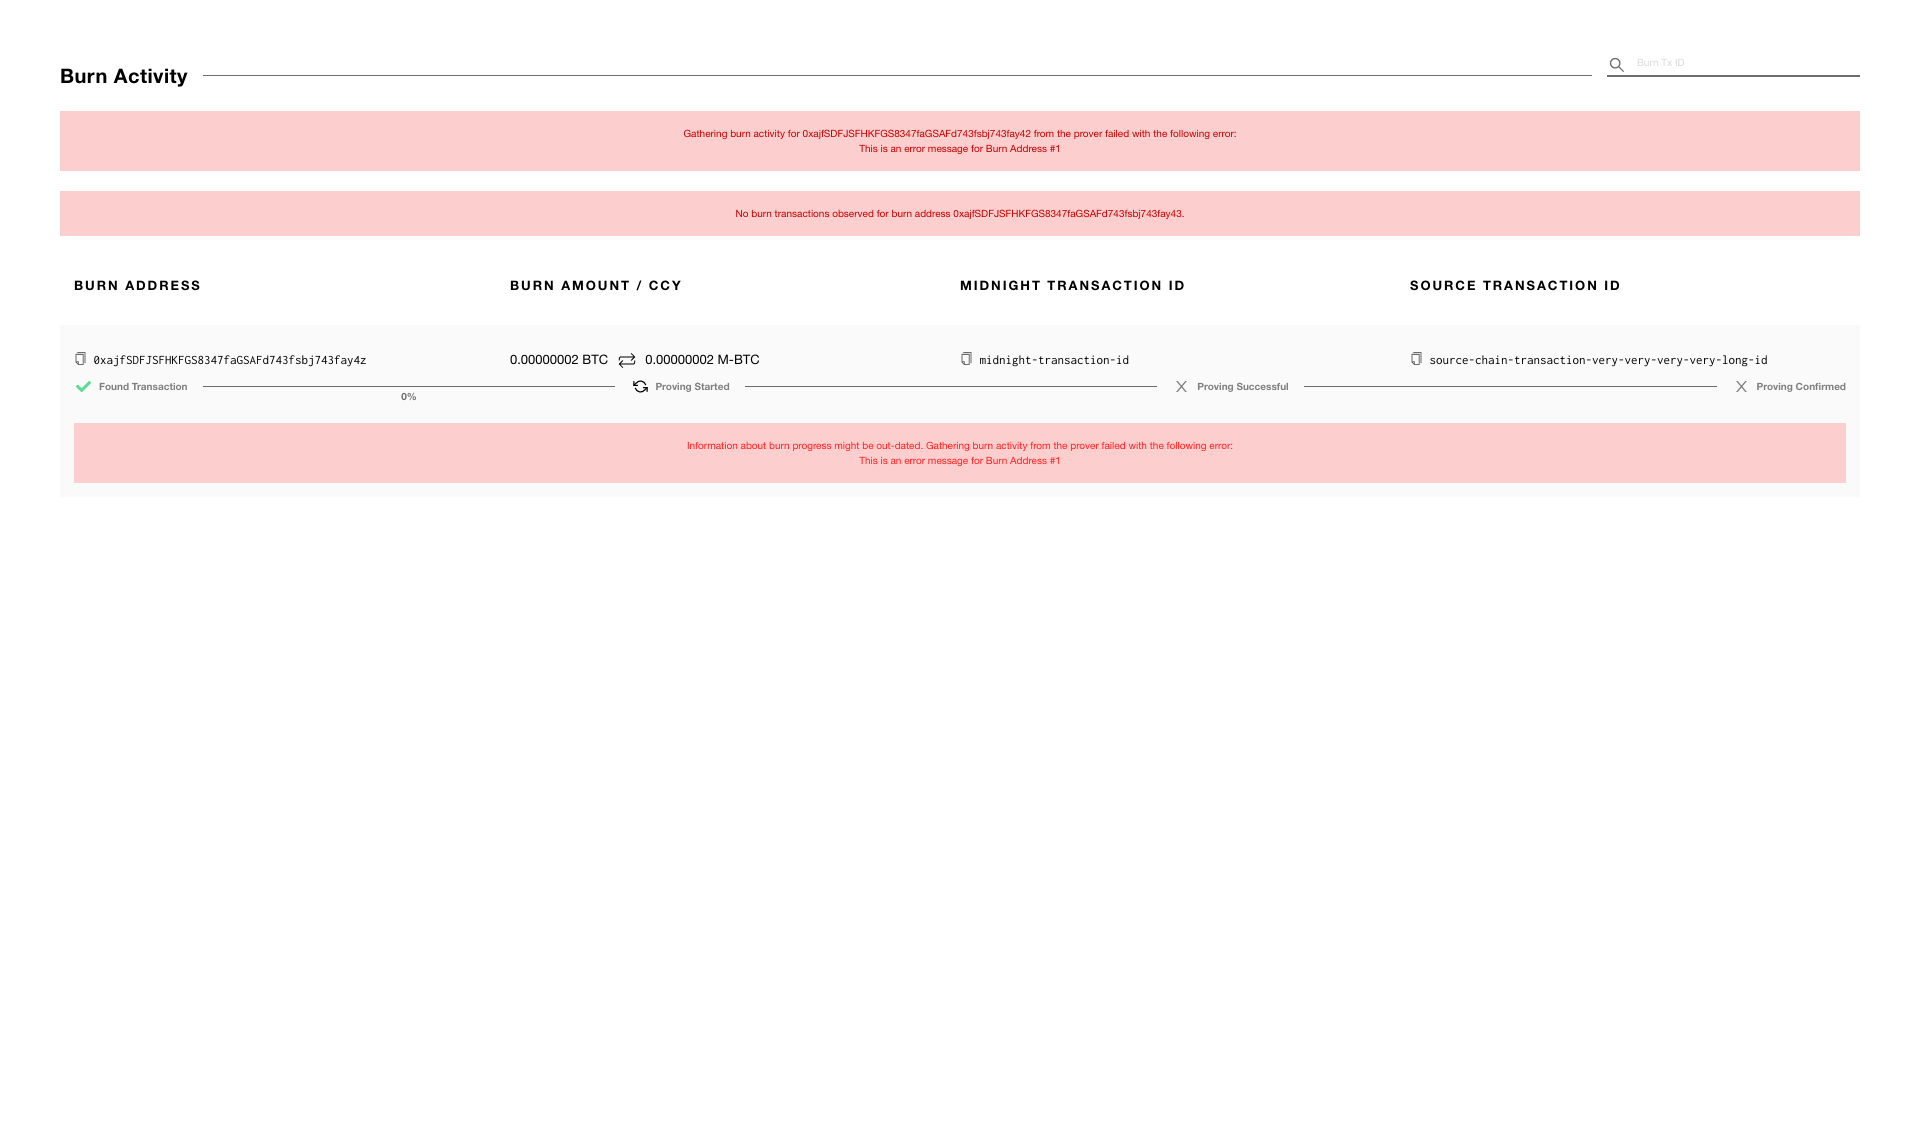 Burn Activity
Burn Tx ID
Gathering burn activity for 0xajfSDFJSFHKFGS8347faGSAFd743fsbj743fay42 from the prover failed with the following error:
This is an error message for Burn Address #1
No burn transactions observed for burn address 0xajfSDFJSFHKFGS8347faGSAFd743fsbj743fay43.
BURN ADDRESS BURN AMOUNT / CCY MIDNIGHT TRANSACTION ID SOURCE TRANSACTION ID
0xajfSDFJSFHKFGS8347faGSAFd743fsbj743fay4z 0.00000002 BTC 0.00000002 M-BTC midnight-transaction-id source-chain-transaction-very-very-very-very-long-id
Found Transaction Proving Started Proving Successful Proving Confirmed
0%
Information about burn progress might be out-dated. Gathering burn activity from the prover failed with the following error:
This is an error message for Burn Address #1